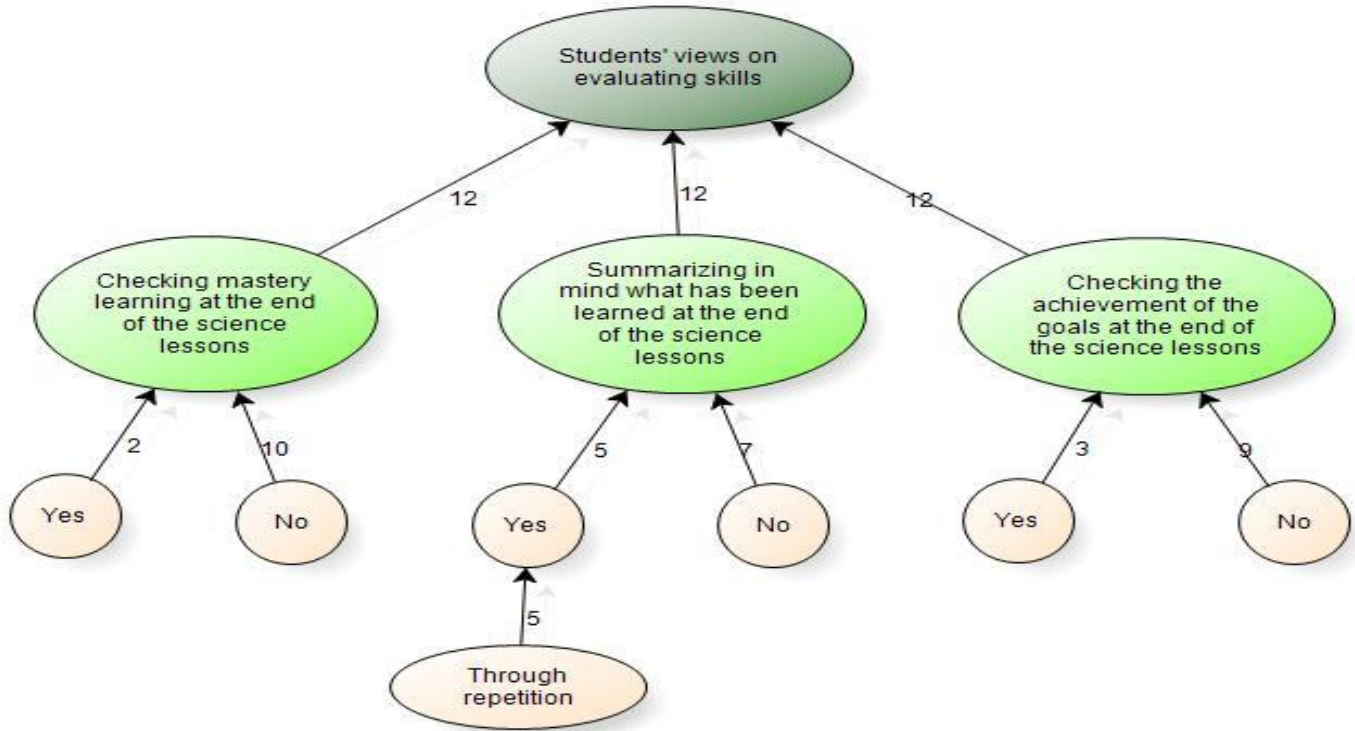 Students' views on
evaluating skills
12
12
12
Checking mastery
learning at the end
of the science
lessons
Summarizing in
mind what has been
learned at the end
of the science
lessons
Checking the
achievement of the
goals at the end of
the science lessons
2
10
5
7
3
9
Yes
No
Yes
No
Yes
No
5
Through
repetition